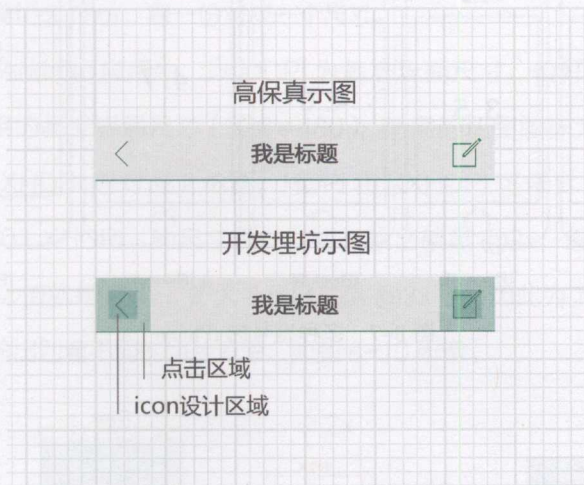 高保真示图
我是标题
开发埋坑示图
我是标题
点击区域
icon设计区域